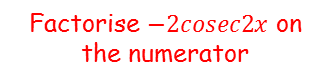 Factorise −2cosec2x on
the numerator